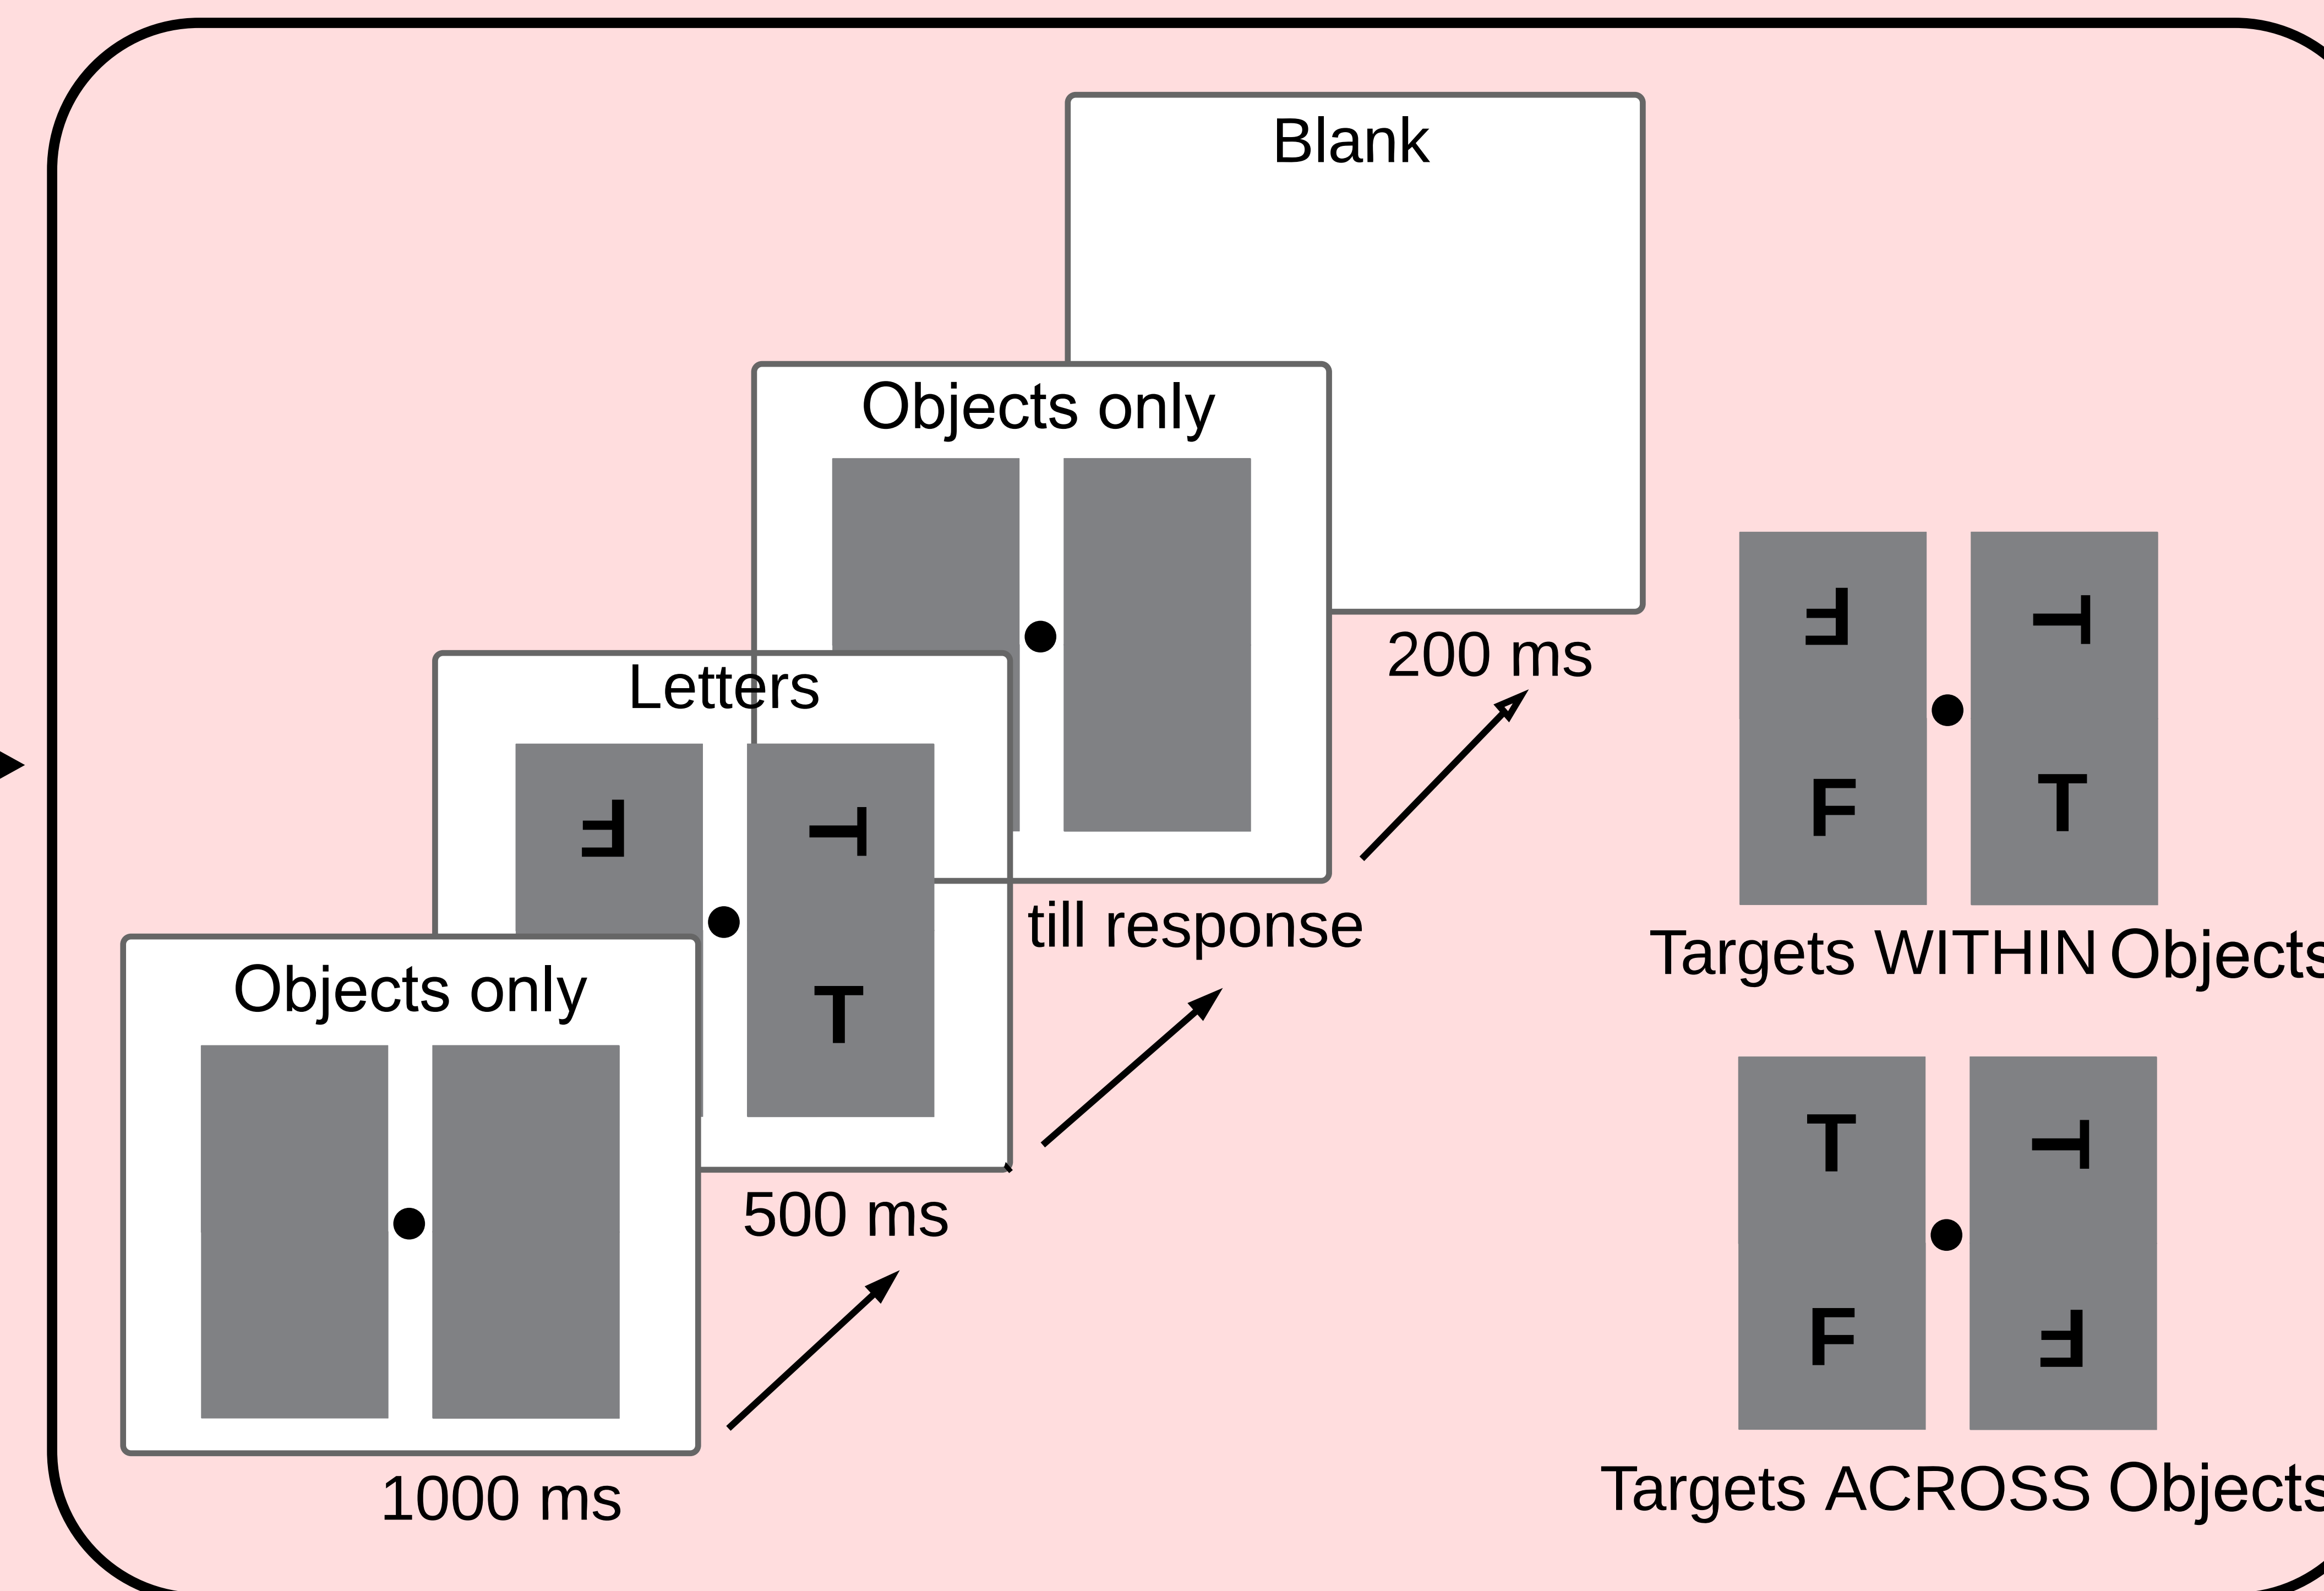 Blank
Objects only
200 ms
Letters
F T
F T
T
T
till response
Targets WITHIN Objects
Objects only
500 ms
T T
F F
1000 ms
Targets ACROSS Objects